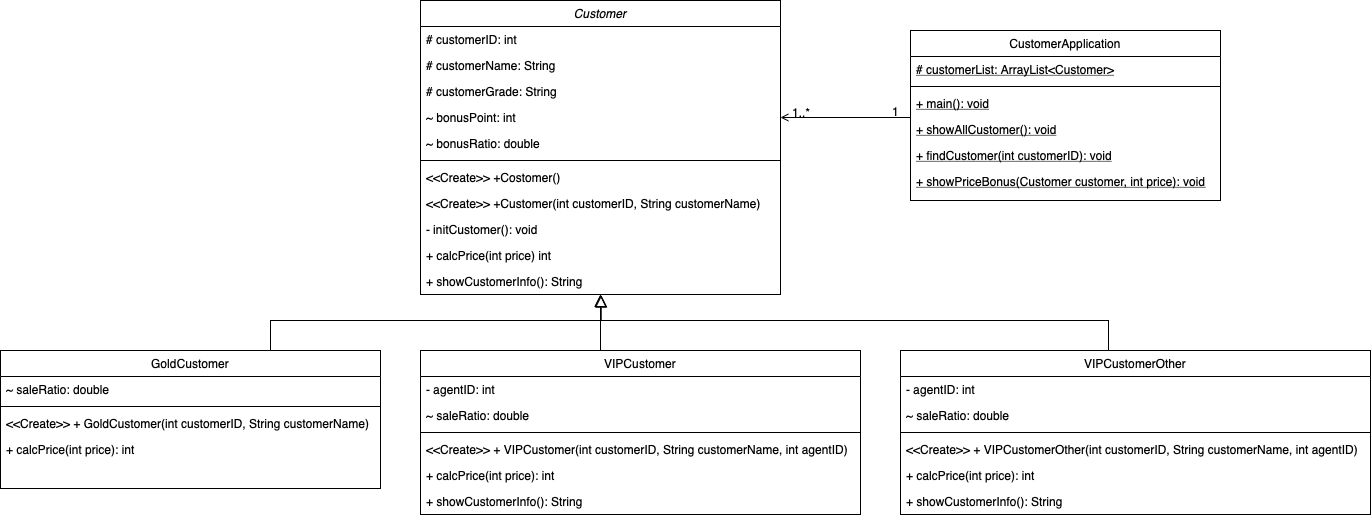 Customer
# customerID: int
# customerName: String
# customerGrade: String
~ bonusPoint: int
~ bonusRatio: double
<<Create>> +Costomer()
<<Create>> +Customer(int customerID, String customerName)
- initCustomer(): void
+ calcPrice(int price) int
+ showCustomerInfo(): String
1..*
1
CustomerApplication
# customerList: ArrayList<Customer>
+ main(): void
+ showAllCustomer(): void
+ findCustomer(int customerID): void
+ showPriceBonus(Customer customer, int price): void
GoldCustomer
~ saleRatio: double
<<Create>> + GoldCustomer(int customerID, String customerName)
+ calcPrice(int price): int
VIPCustomer
- agentID: int
~ saleRatio: double
<<Create>> + VIPCustomer(int customerID, String customerName, int agentID)
+ calcPrice(int price): int
+ showCustomerInfo(): String
VIPCustomerOther
- agentID: int
~ saleRatio: double
<<Create>> + VIPCustomerOther(int customerID, String customerName, int agentID)
+ calcPrice(int price): int
+ showCustomerInfo(): String